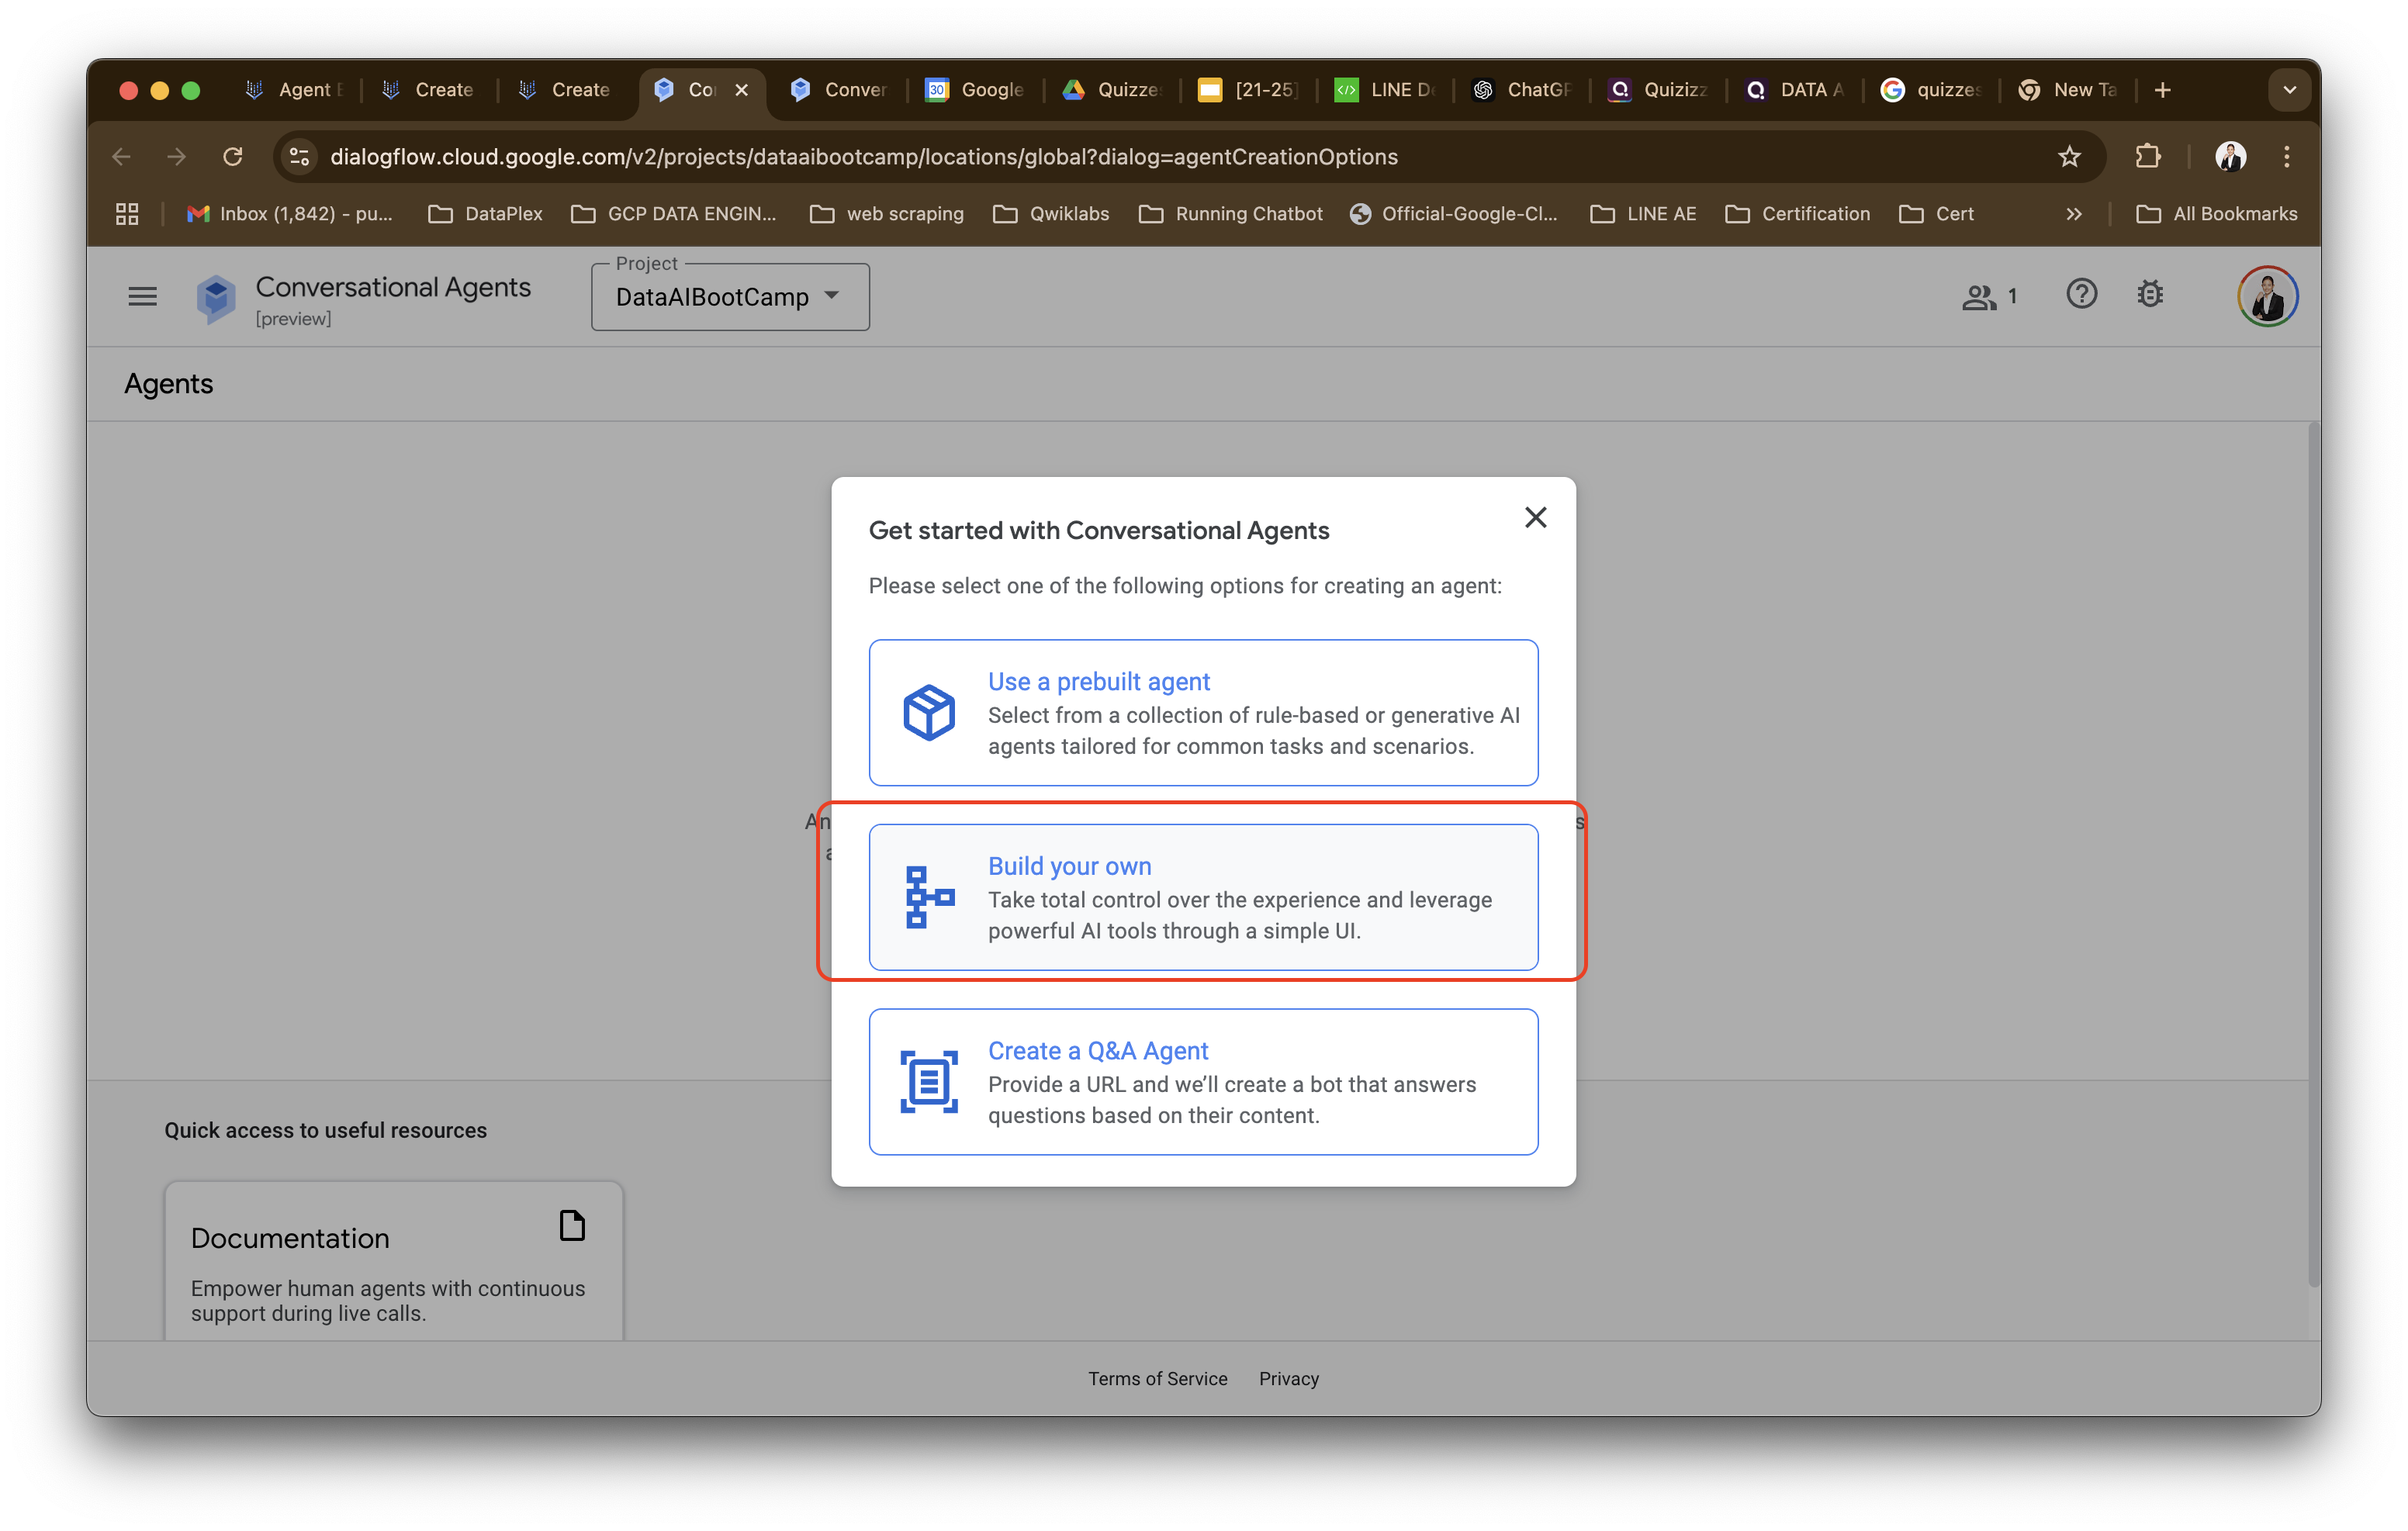 Agent
Create
Create
Co
Conver
30
Google
Quizze
[21-25]
LINE De
ChatGP
Quizizz
DATA A
quizzes
New Ta
dialogflow.cloud.google.com/v2/projects/dataaibootcamp/locations/global?dialog=agentCreationOptions
Inbox (1,842) - pu...
DataPlex
GCP DATA ENGIN...
web scraping
Qwiklabs
Running Chatbot
Official-Google-Cl...
LINE AE
Certification
Cert
All Bookmarks
Conversational Agents
[preview]
Project
DataAIBootCamp
1
Agents
Get started with Conversational Agents
Please select one of the following options for creating an agent:
Use a prebuilt agent
Select from a collection of rule-based or generative AI
agents tailored for common tasks and scenarios.
An
s
a
Build your own
Take total control over the experience and leverage
powerful AI tools through a simple UI.
Create a Q&A Agent
Provide a URL and we’ll create a bot that answers
questions based on their content.
Quick access to useful resources
Documentation
Empower human agents with continuous
support during live calls.
Terms of Service
Privacy